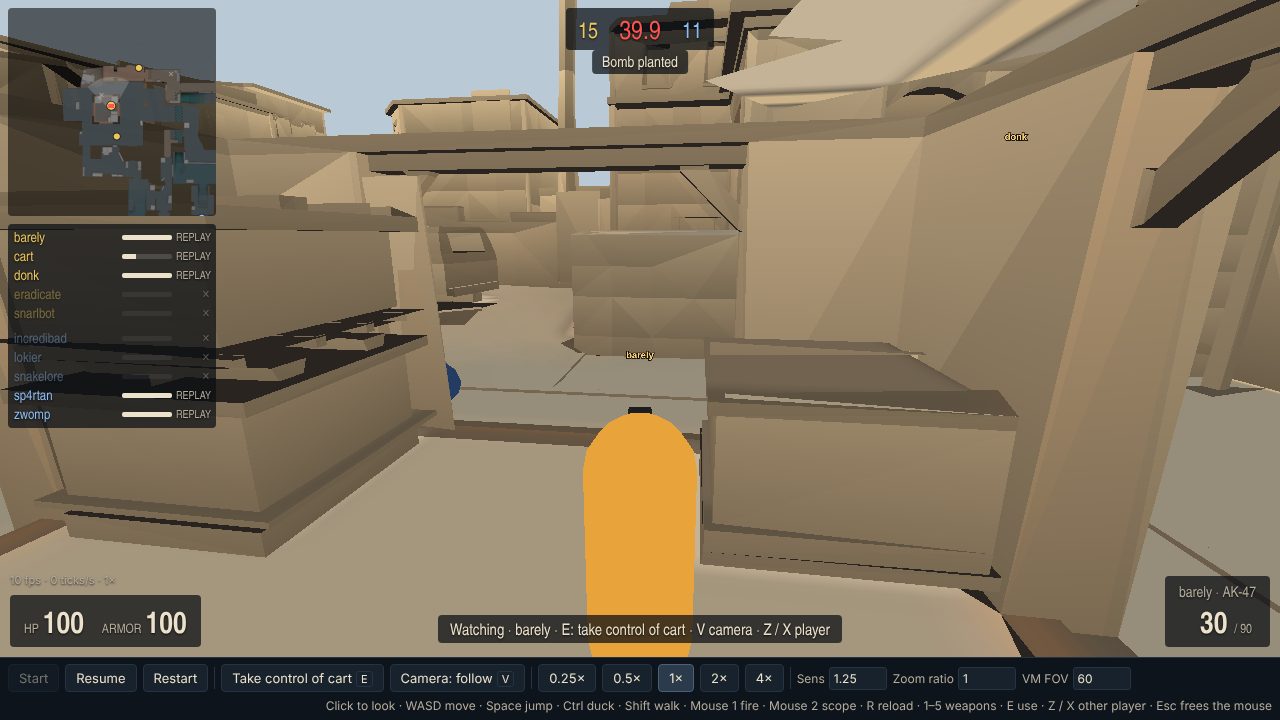 15 39.9 11
Bomb planted
donk
barely REPLAY
cart REPLAY
donk REPLAY
eradicate ×
snarlbot ×
incredibad ×
lokier ×
snakelore ×
sp4rtan REPLAY
zwomp REPLAY
barely
10 fps · 0 ticks/s · 1×
HP 100 ARMOR 100
Watching · barely · E: take control of cart · V camera · Z / X player
barely · AK-47
30 / 90
Start Resume Restart Take control of cart E Camera: follow V 0.25× 0.5× 1× 2× 4× Sens 1.25 Zoom ratio 1 VM FOV 60
Click to look · WASD move · Space jump · Ctrl duck · Shift walk · Mouse 1 fire · Mouse 2 scope · R reload · 1–5 weapons · E use · Z / X other player · Esc frees the mouse